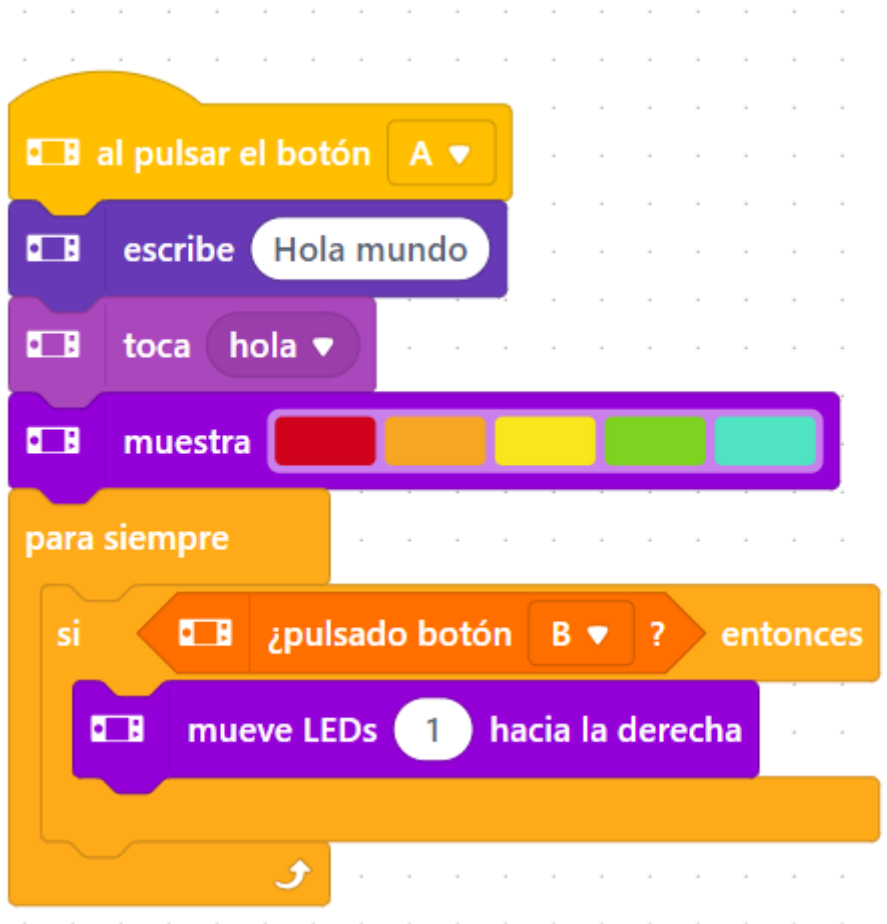 al pulsar el botón A
escribe Hola mundo
toca hola
muestra
para siempre
si ¿pulsado botón B ? entonces
mueve LEDs 1 hacia la derecha